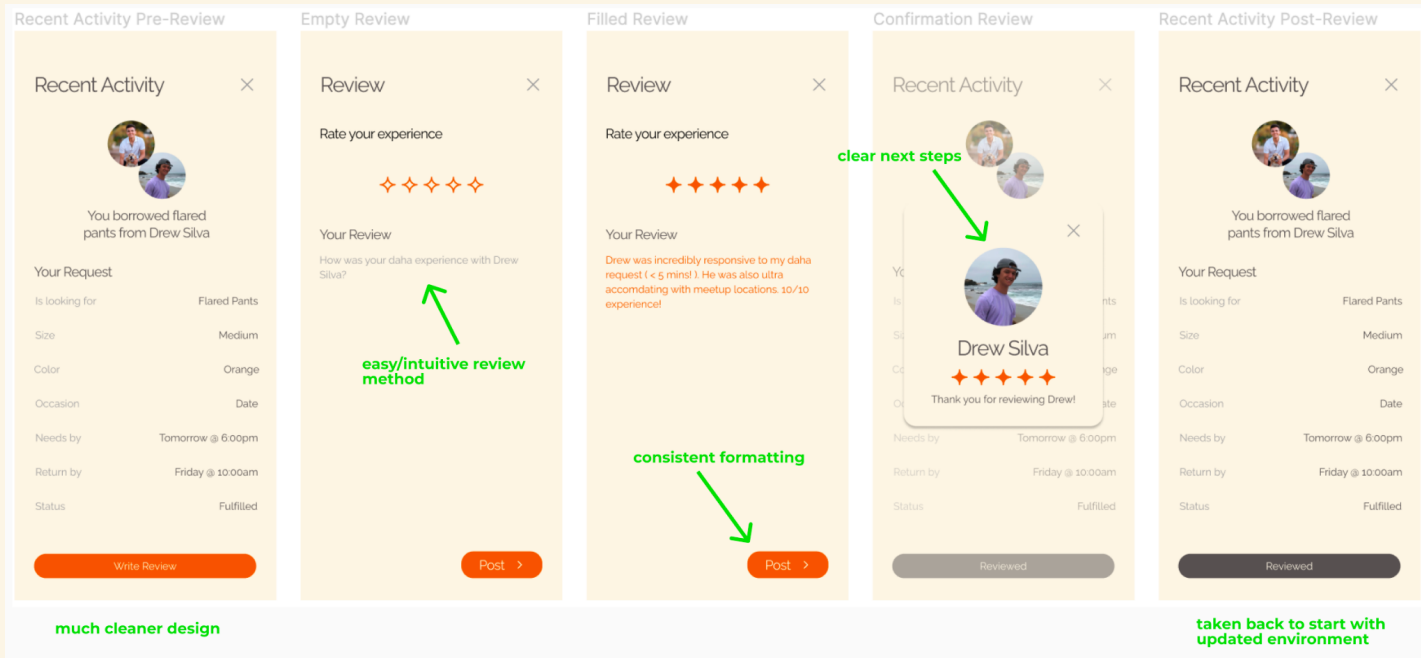 Recent Activity Pre-Review
Recent Activity
You borrowed flared
pants from Drew Silva
Your Request
Is looking for Flared Pants
Size Medium
Color Orange
Occasion Date
Needs by Tomorrow @ 6:00pm
Return by Friday @ 10:00am
Status Fulfilled
Write Review
much cleaner design
Empty Review
Review
Rate your experience
Your Review
How was your daha experience with Drew
Silva?
easy/intuitive review
method
Post >
Filled Review
Review
Rate your experience
Your Review
Drew was incredibly responsive to my daha
request ( < 5 mins! ). He was also ultra
accomdating with meetup locations. 10/10
experience!
consistent formatting
Post >
Confirmation Review
Recent Activity
clear next steps
Drew Silva
Thank you for reviewing Drew!
Needs by Tomorrow @ 6:00pm
Return by Friday @ 10:00am
Status Fulfilled
Reviewed
Recent Activity Post-Review
Recent Activity
You borrowed flared
pants from Drew Silva
Your Request
Is looking for Flared Pants
Size Medium
Color Orange
Occasion Date
Needs by Tomorrow @ 6:00pm
Return by Friday @ 10:00am
Status Fulfilled
Reviewed
taken back to start with
updated environment